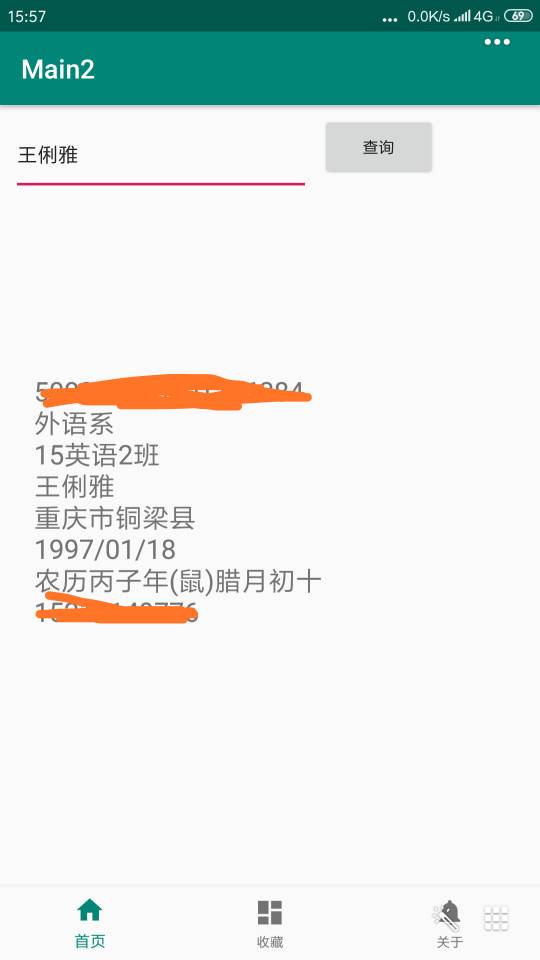 15:57
0.0K/s 4G 69
Main2
王俐雅
查询
外语系
15英语2班
王俐雅
重庆市铜梁县
1997/01/18
农历丙子年(鼠)腊月初十
首页
收藏
关于